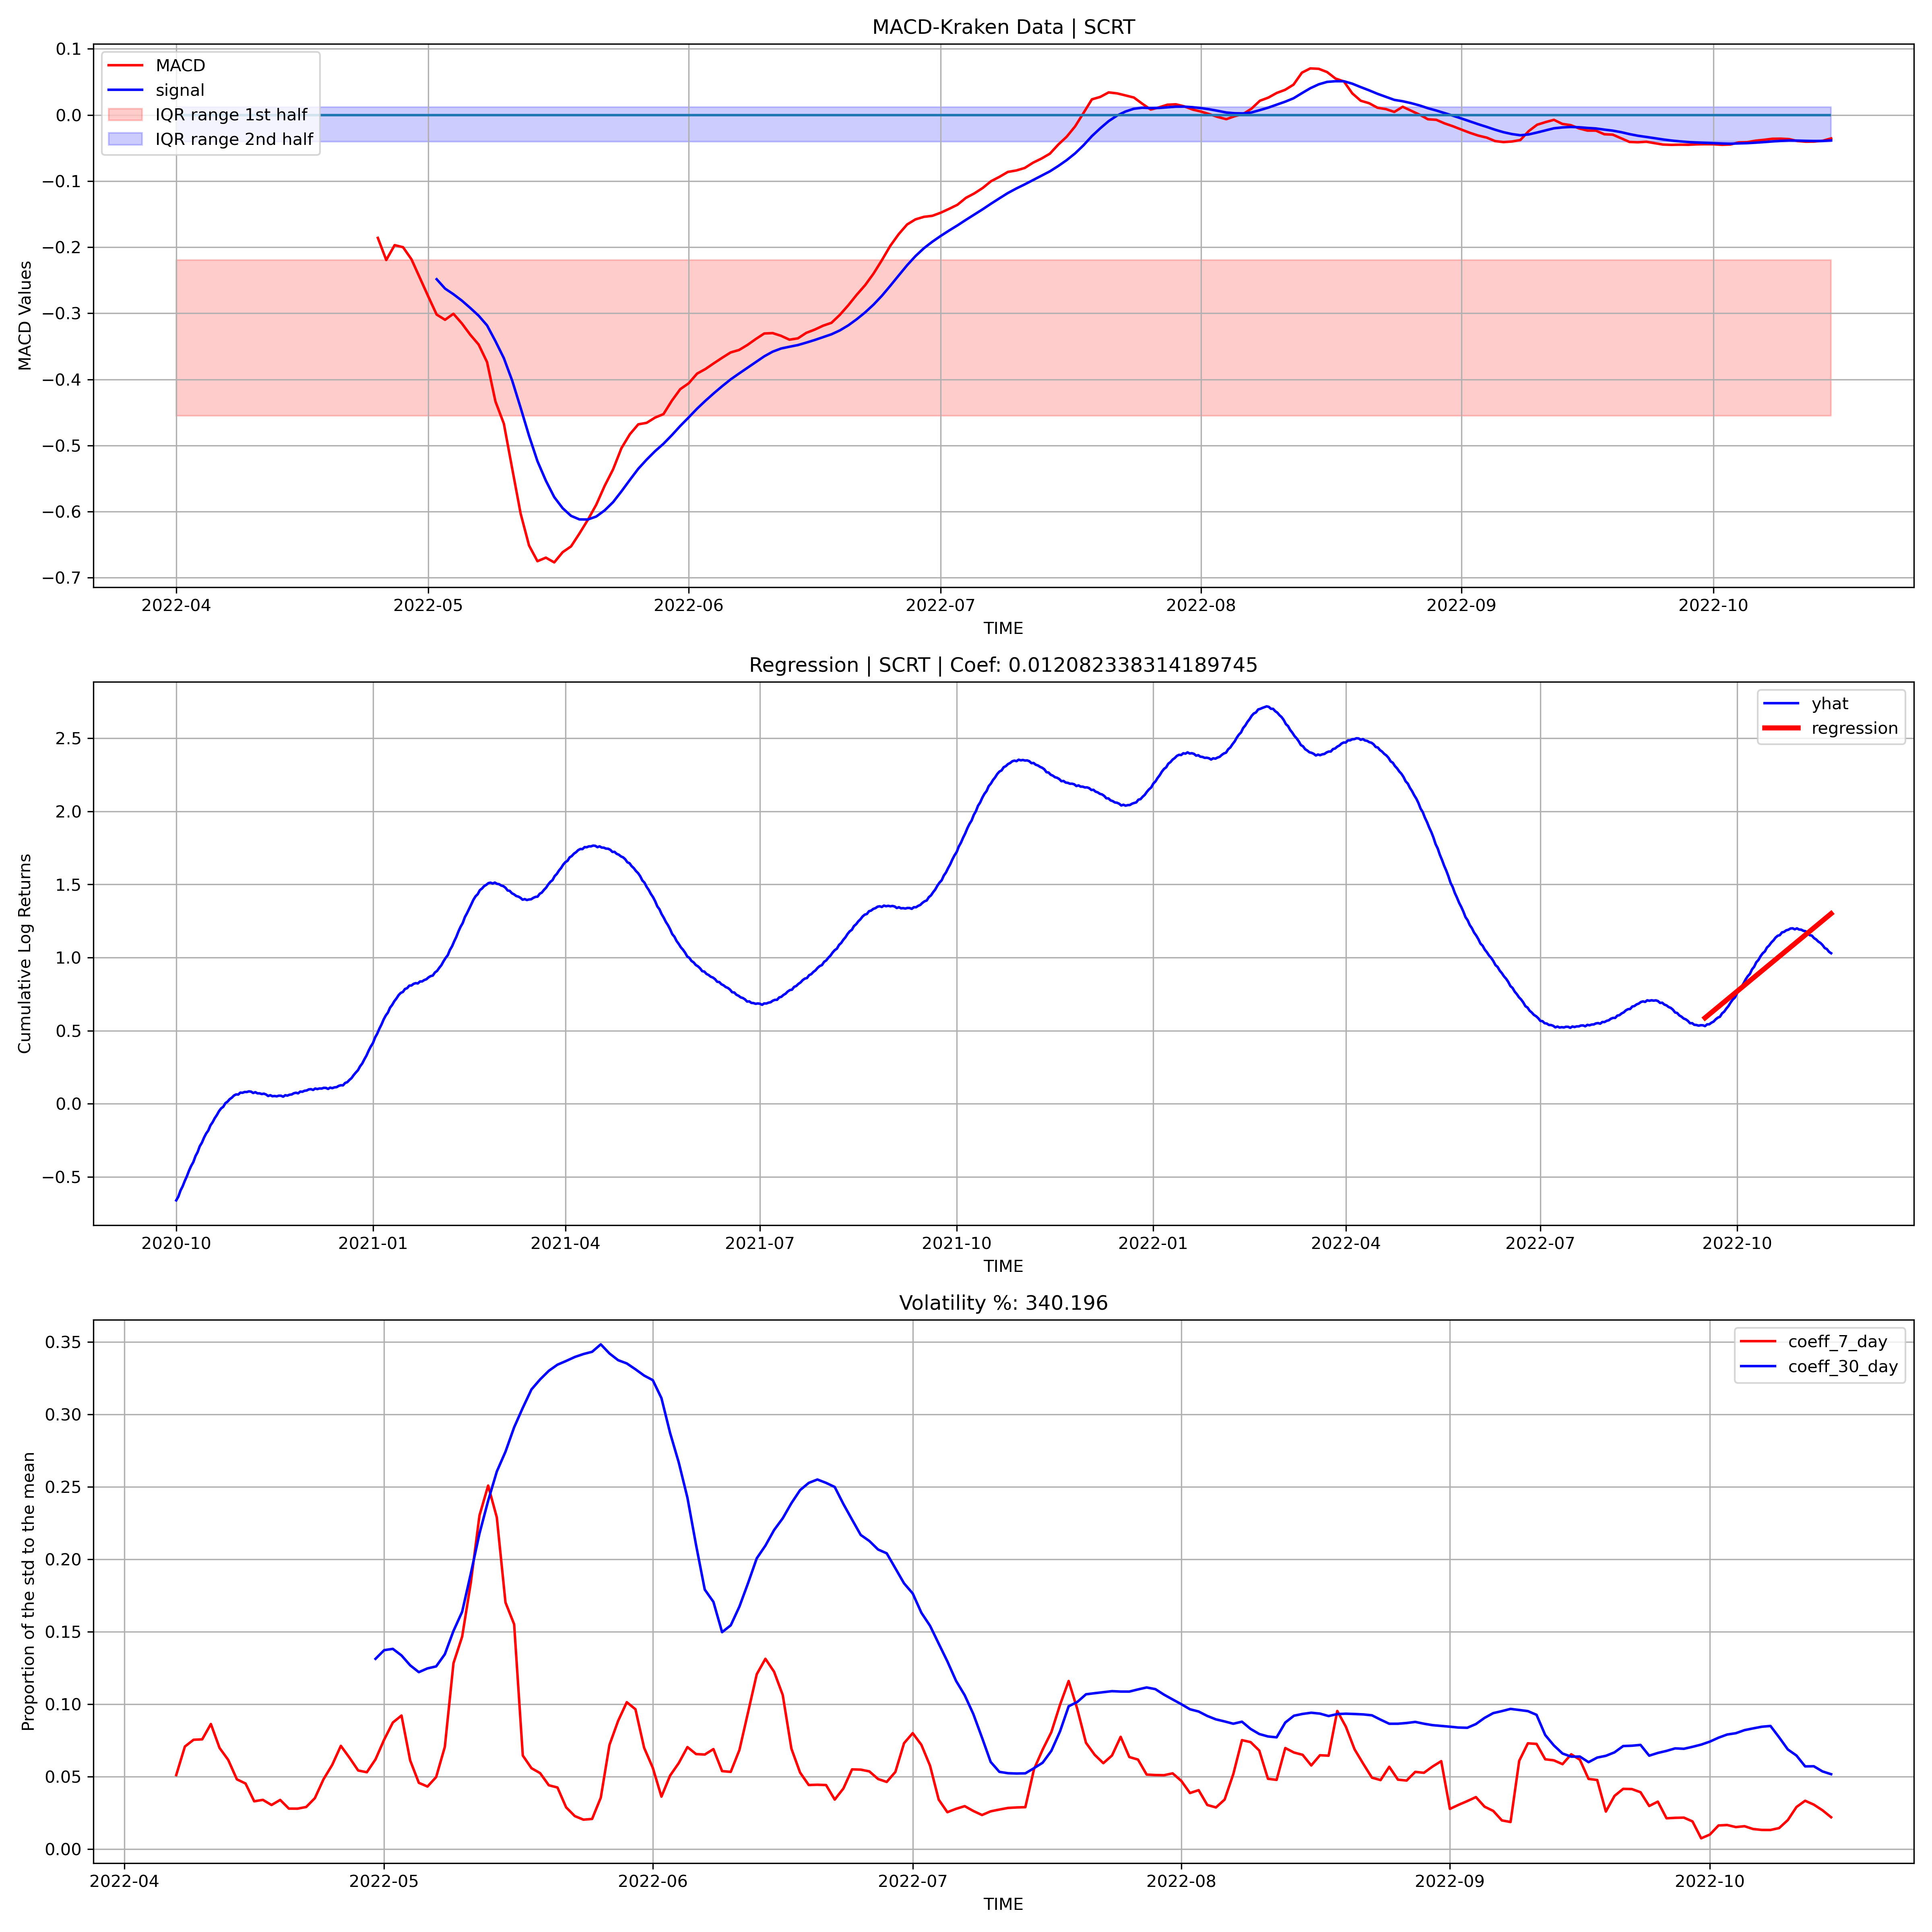 MACD-Kraken Data | SCRT
MACD Values
0.1
0.0
−0.1
−0.2
−0.3
−0.4
−0.5
−0.6
−0.7
MACD
signal
IQR range 1st half
IQR range 2nd half
2022-04 2022-05 2022-06 2022-07 2022-08 2022-09 2022-10
TIME
Regression | SCRT | Coef: 0.012082338314189745
Cumulative Log Returns
2.5
2.0
1.5
1.0
0.5
0.0
−0.5
yhat
regression
2020-10 2021-01 2021-04 2021-07 2021-10 2022-01 2022-04 2022-07 2022-10
TIME
Volatility %: 340.196
Proportion of the std to the mean
0.35
0.30
0.25
0.20
0.15
0.10
0.05
0.00
coeff_7_day
coeff_30_day
2022-04 2022-05 2022-06 2022-07 2022-08 2022-09 2022-10
TIME